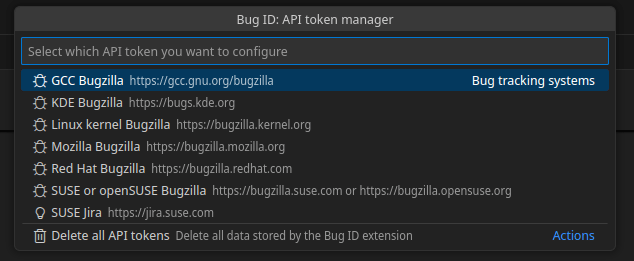 Bug ID: API token manager
Select which API token you want to configure
GCC Bugzilla https://gcc.gnu.org/bugzilla Bug tracking systems
KDE Bugzilla https://bugs.kde.org
Linux kernel Bugzilla https://bugzilla.kernel.org
Mozilla Bugzilla https://bugzilla.mozilla.org
Red Hat Bugzilla https://bugzilla.redhat.com
SUSE or openSUSE Bugzilla https://bugzilla.suse.com or https://bugzilla.opensuse.org
SUSE Jira https://jira.suse.com
Delete all API tokens Delete all data stored by the Bug ID extension Actions